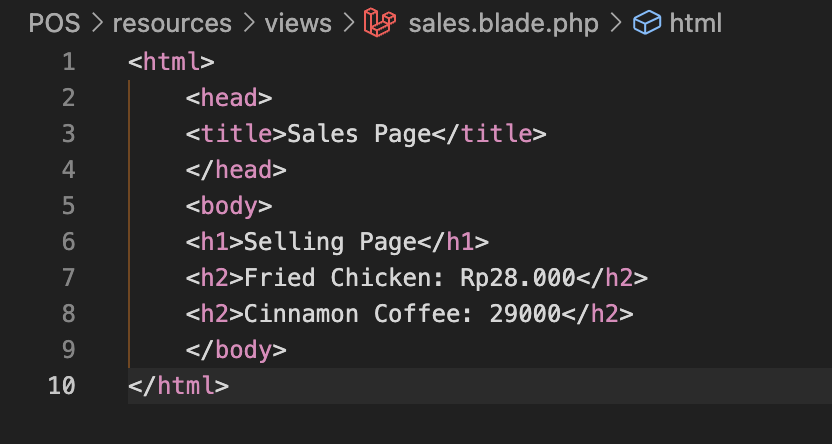 POS > resources > views > sales.blade.php > html
1 <html>
2     <head>
3     <title>Sales Page</title>
4     </head>
5     <body>
6     <h1>Selling Page</h1>
7     <h2>Fried Chicken: Rp28.000</h2>
8     <h2>Cinnamon Coffee: 29000</h2>
9     </body>
10 </html>